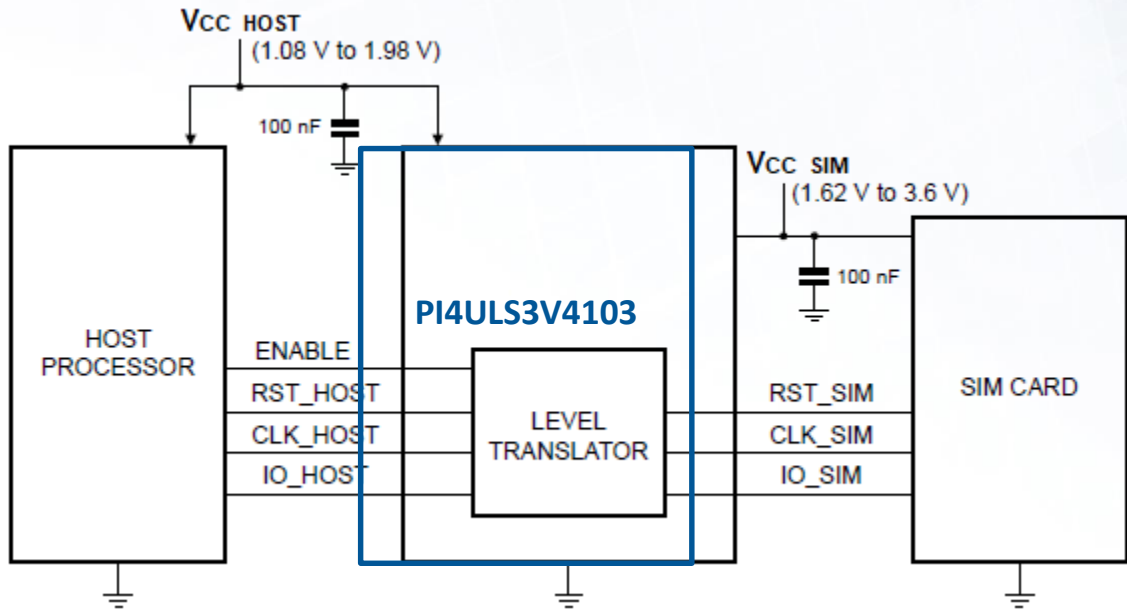 VCC HOST
(1.08 V to 1.98 V)
100 nF
VCC SIM
(1.62 V to 3.6 V)
100 nF
PI4ULS3V4103
HOST
PROCESSOR
ENABLE
RST_HOST
CLK_HOST
IO_HOST
LEVEL
TRANSLATOR
RST_SIM
CLK_SIM
IO_SIM
SIM CARD